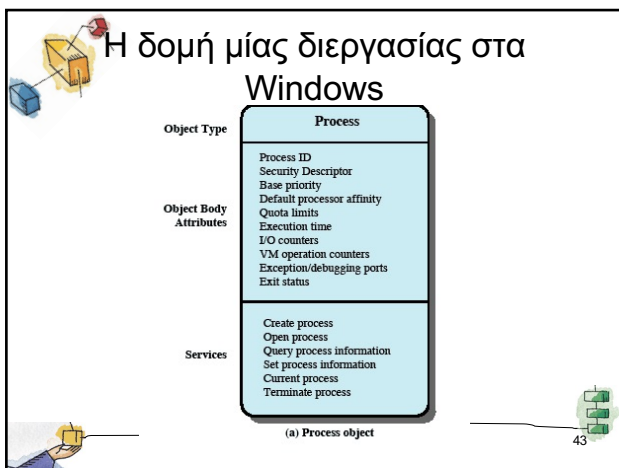 Η δομή μίας διεργασίας στα
Windows
Object Type
Process
Object Body
Attributes
Process ID
Security Descriptor
Base priority
Default processor affinity
Quota limits
Execution time
I/O counters
VM operation counters
Exception/debugging ports
Exit status
Services
Create process
Open process
Query process information
Set process information
Current process
Terminate process
(a) Process object
43